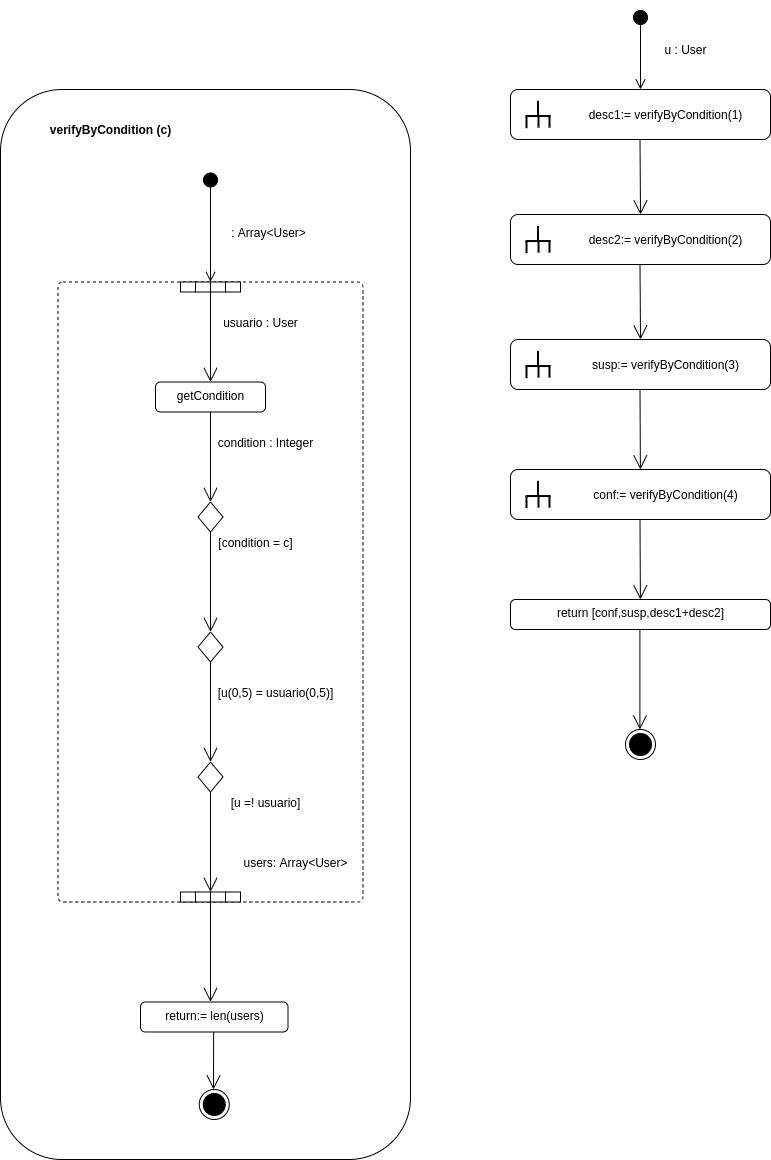 verifyByCondition (c)
: Array<User>
usuario : User
getCondition
condition : Integer
[condition = c]
[u(0,5) = usuario(0,5)]
[u =! usuario]
users: Array<User>
return:= len(users)
u : User
desc1:= verifyByCondition(1)
desc2:= verifyByCondition(2)
susp:= verifyByCondition(3)
conf:= verifyByCondition(4)
return [conf,susp,desc1+desc2]